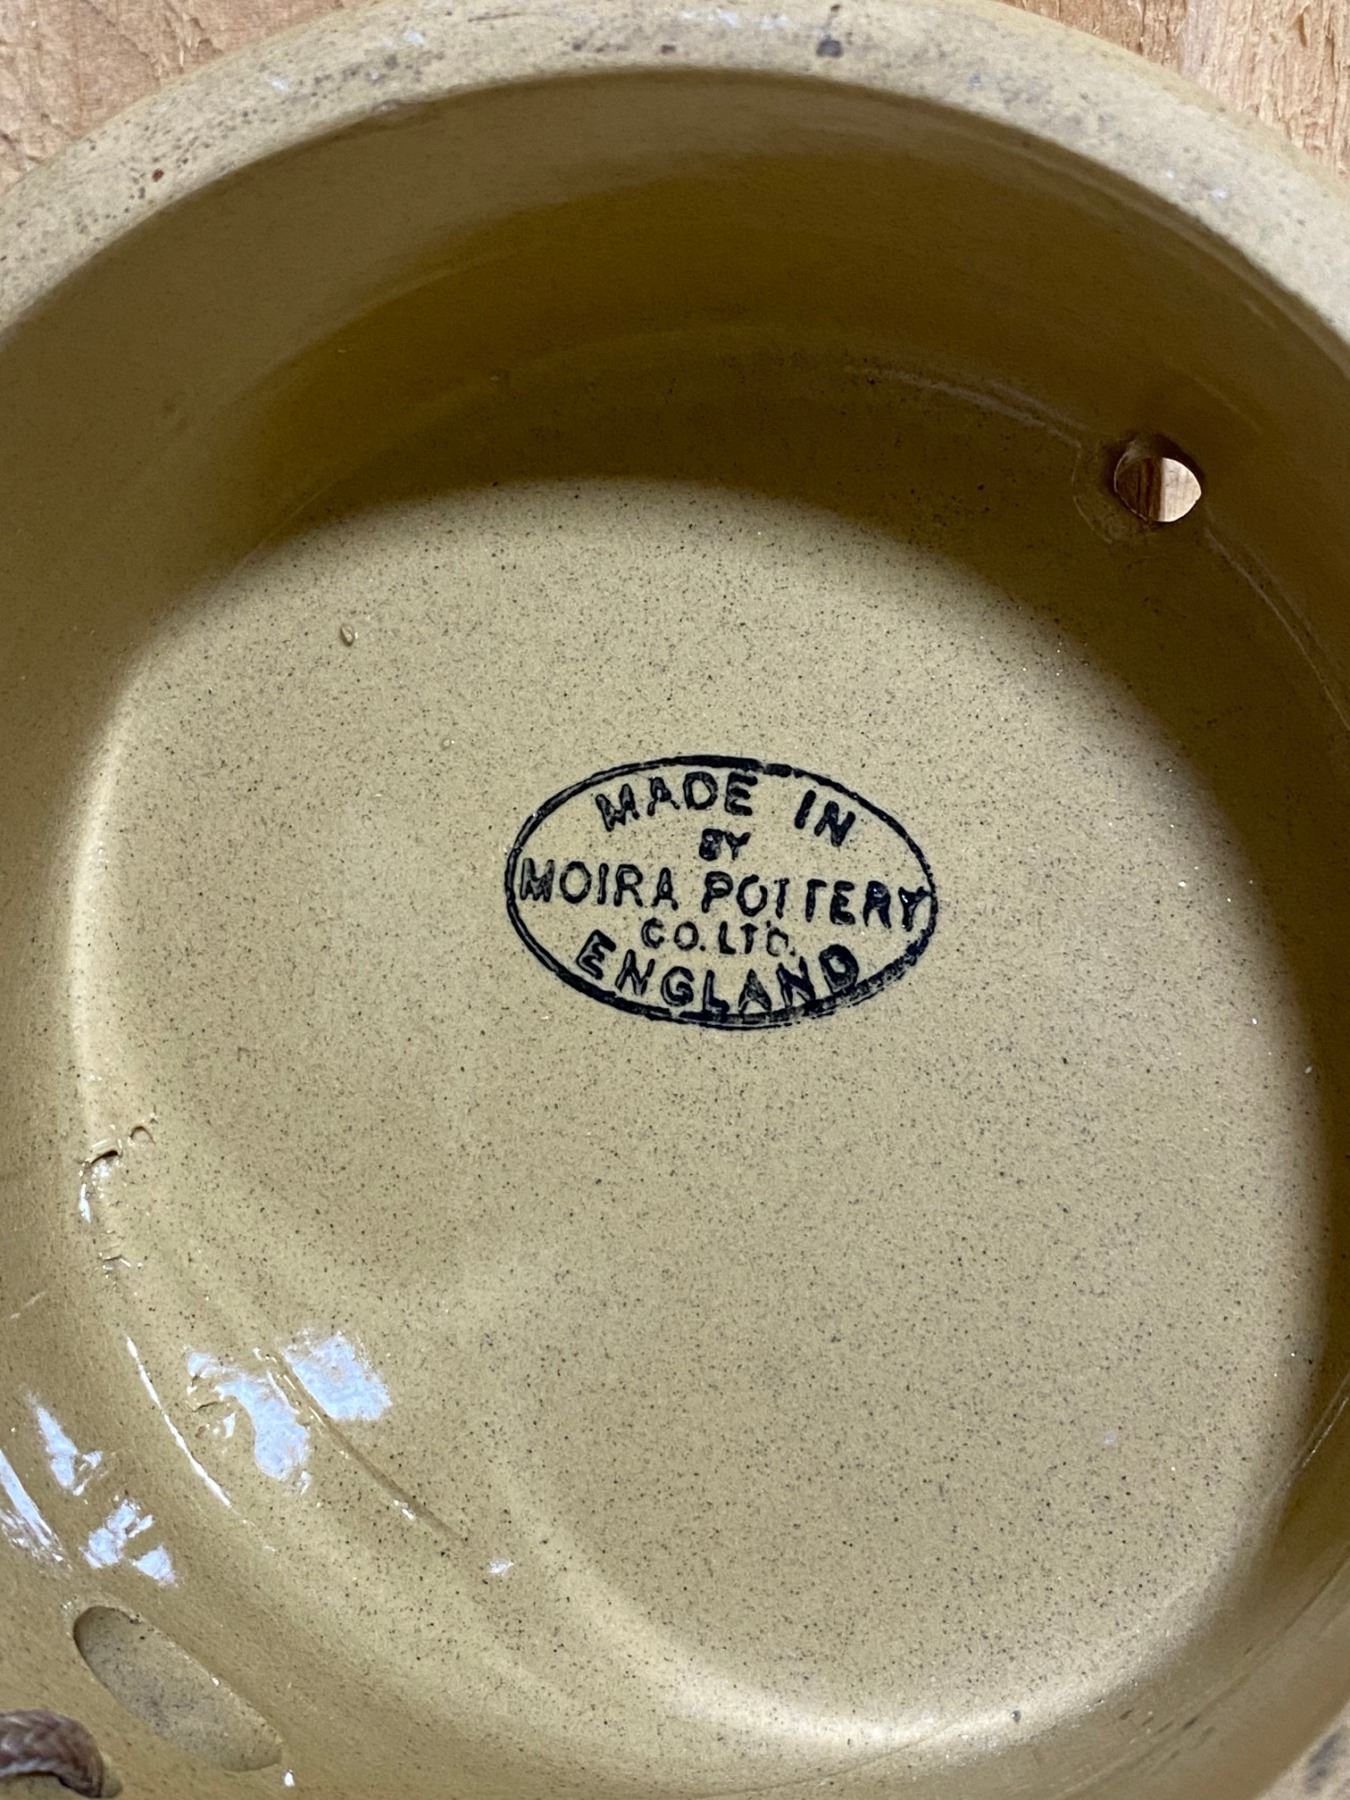 MADE IN
BY
MOIRA POTTERY
CO. LTD.
ENGLAND